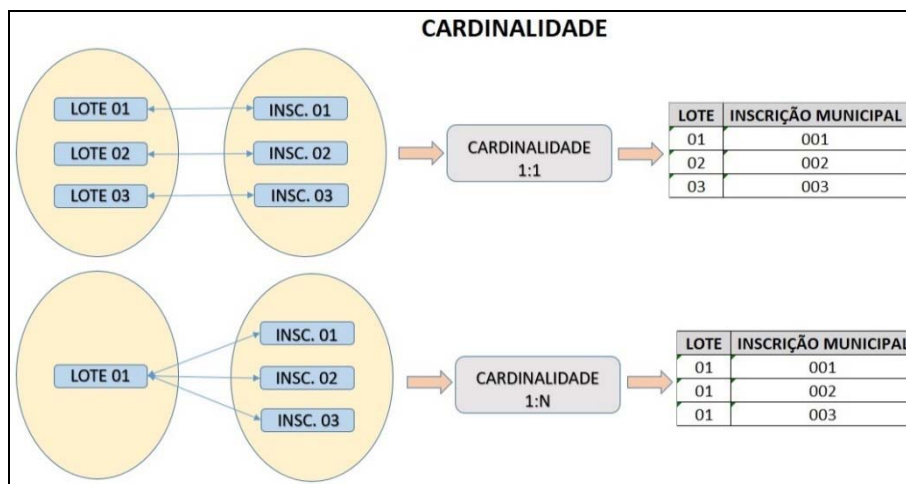 CARDINALIDADE
LOTE 01
LOTE 02
LOTE 03
INSC. 01
INSC. 02
INSC. 03
CARDINALIDADE
1:1
LOTE INSCRIÇÃO MUNICIPAL
01 001
02 002
03 003
LOTE 01
INSC. 01
INSC. 02
INSC. 03
CARDINALIDADE
1:N
LOTE INSCRIÇÃO MUNICIPAL
01 001
01 002
01 003